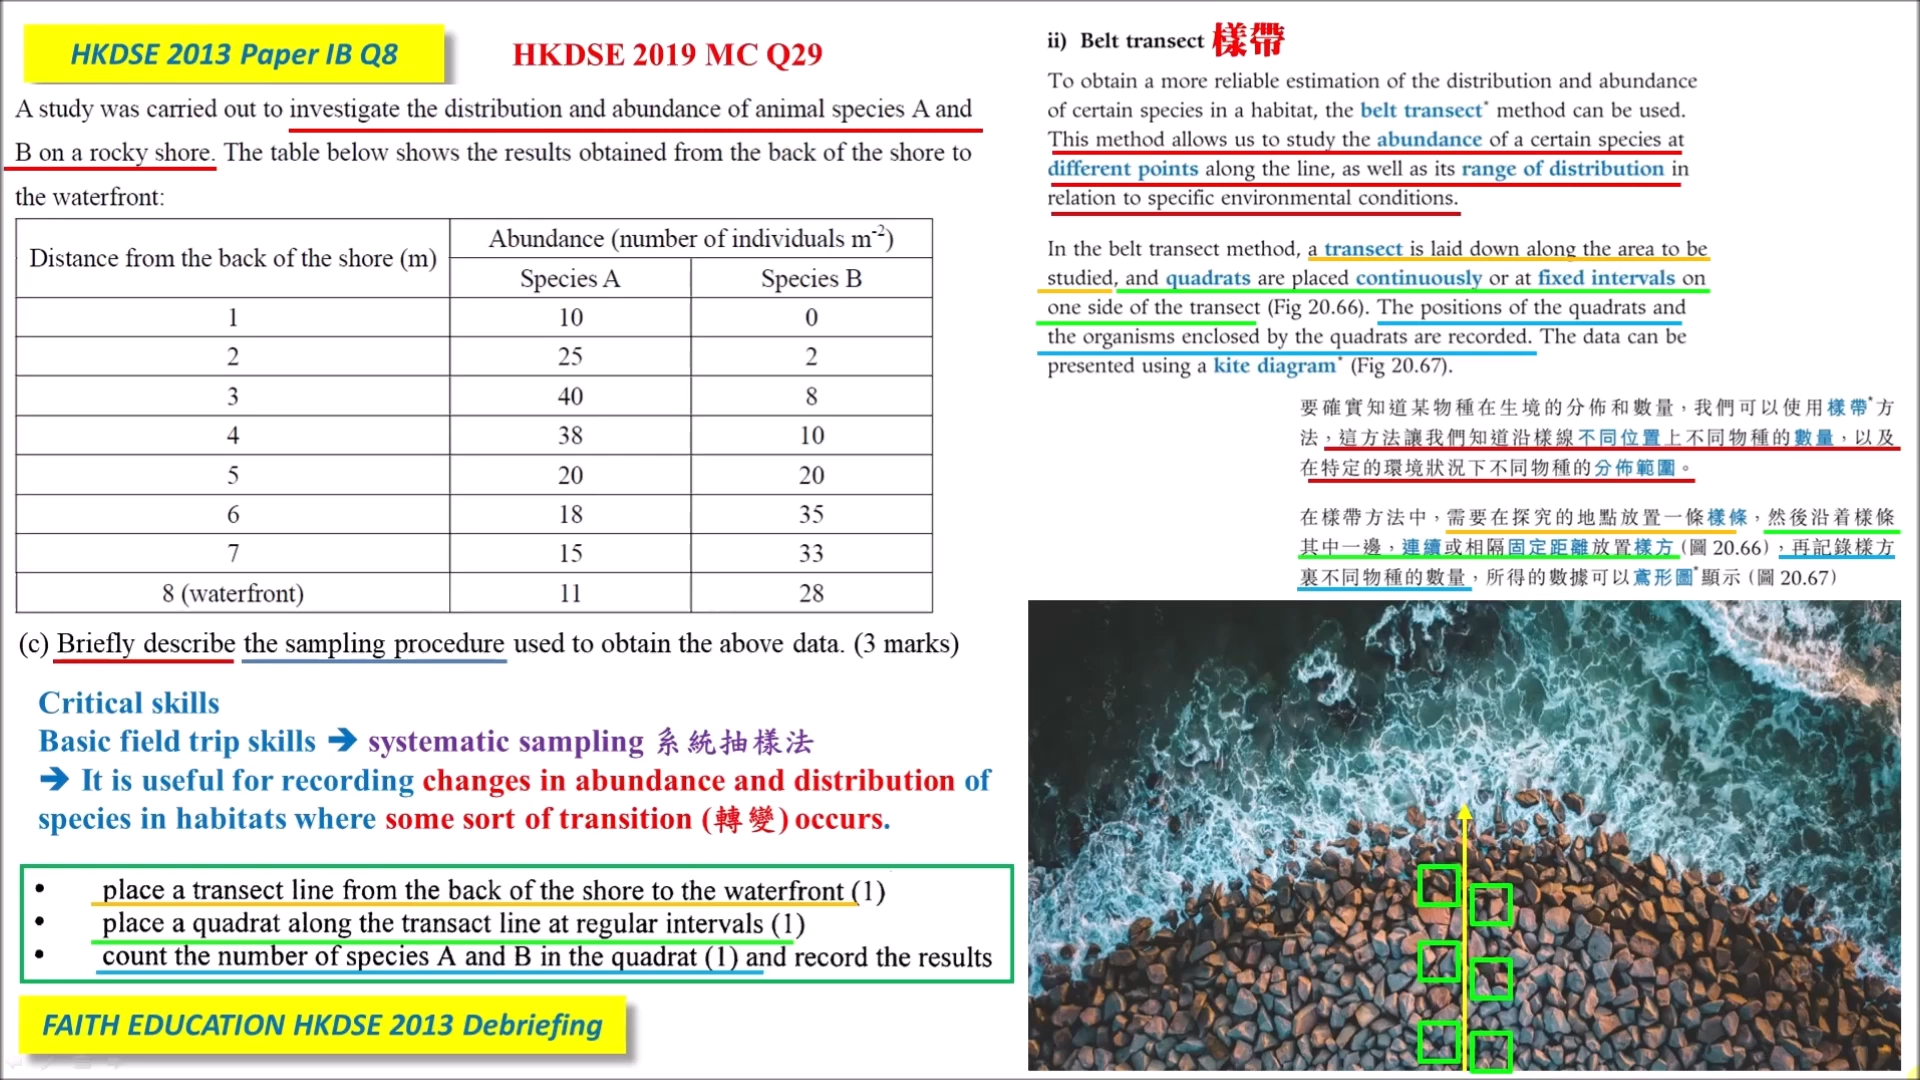 HKDSE 2013 Paper IB Q8
HKDSE 2019 MC Q29
A study was carried out to investigate the distribution and abundance of animal species A and
B on a rocky shore. The table below shows the results obtained from the back of the shore to
the waterfront:
Distance from the back of the shore (m)
Abundance (number of individuals m-2)
Species A
Species B
1 10 0
2 25 2
3 40 8
4 38 10
5 20 20
6 18 35
7 15 33
8 (waterfront) 11 28
(c) Briefly describe the sampling procedure used to obtain the above data. (3 marks)
Critical skills
Basic field trip skills ➔ systematic sampling 系統抽樣法
➔ It is useful for recording changes in abundance and distribution of
species in habitats where some sort of transition (轉變) occurs.
• place a transect line from the back of the shore to the waterfront (1)
• place a quadrat along the transact line at regular intervals (1)
• count the number of species A and B in the quadrat (1) and record the results
FAITH EDUCATION HKDSE 2013 Debriefing
ii) Belt transect 樣帶
To obtain a more reliable estimation of the distribution and abundance
of certain species in a habitat, the belt transect* method can be used.
This method allows us to study the abundance of a certain species at
different points along the line, as well as its range of distribution in
relation to specific environmental conditions.
In the belt transect method, a transect is laid down along the area to be
studied, and quadrats are placed continuously or at fixed intervals on
one side of the transect (Fig 20.66). The positions of the quadrats and
the organisms enclosed by the quadrats are recorded. The data can be
presented using a kite diagram* (Fig 20.67).
要確實知道某物種在生境的分佈和數量，我們可以使用樣帶*方
法，這方法讓我們知道沿樣線不同位置上不同物種的數量，以及
在特定的環境狀況下不同物種的分佈範圍。
在樣帶方法中，需要在探究的地點放置一條樣條，然後沿着樣條
其中一邊，連續或相隔固定距離放置樣方 (圖 20.66)，再記錄樣方
裏不同物種的數量，所得的數據可以鳶形圖*顯示 (圖 20.67)